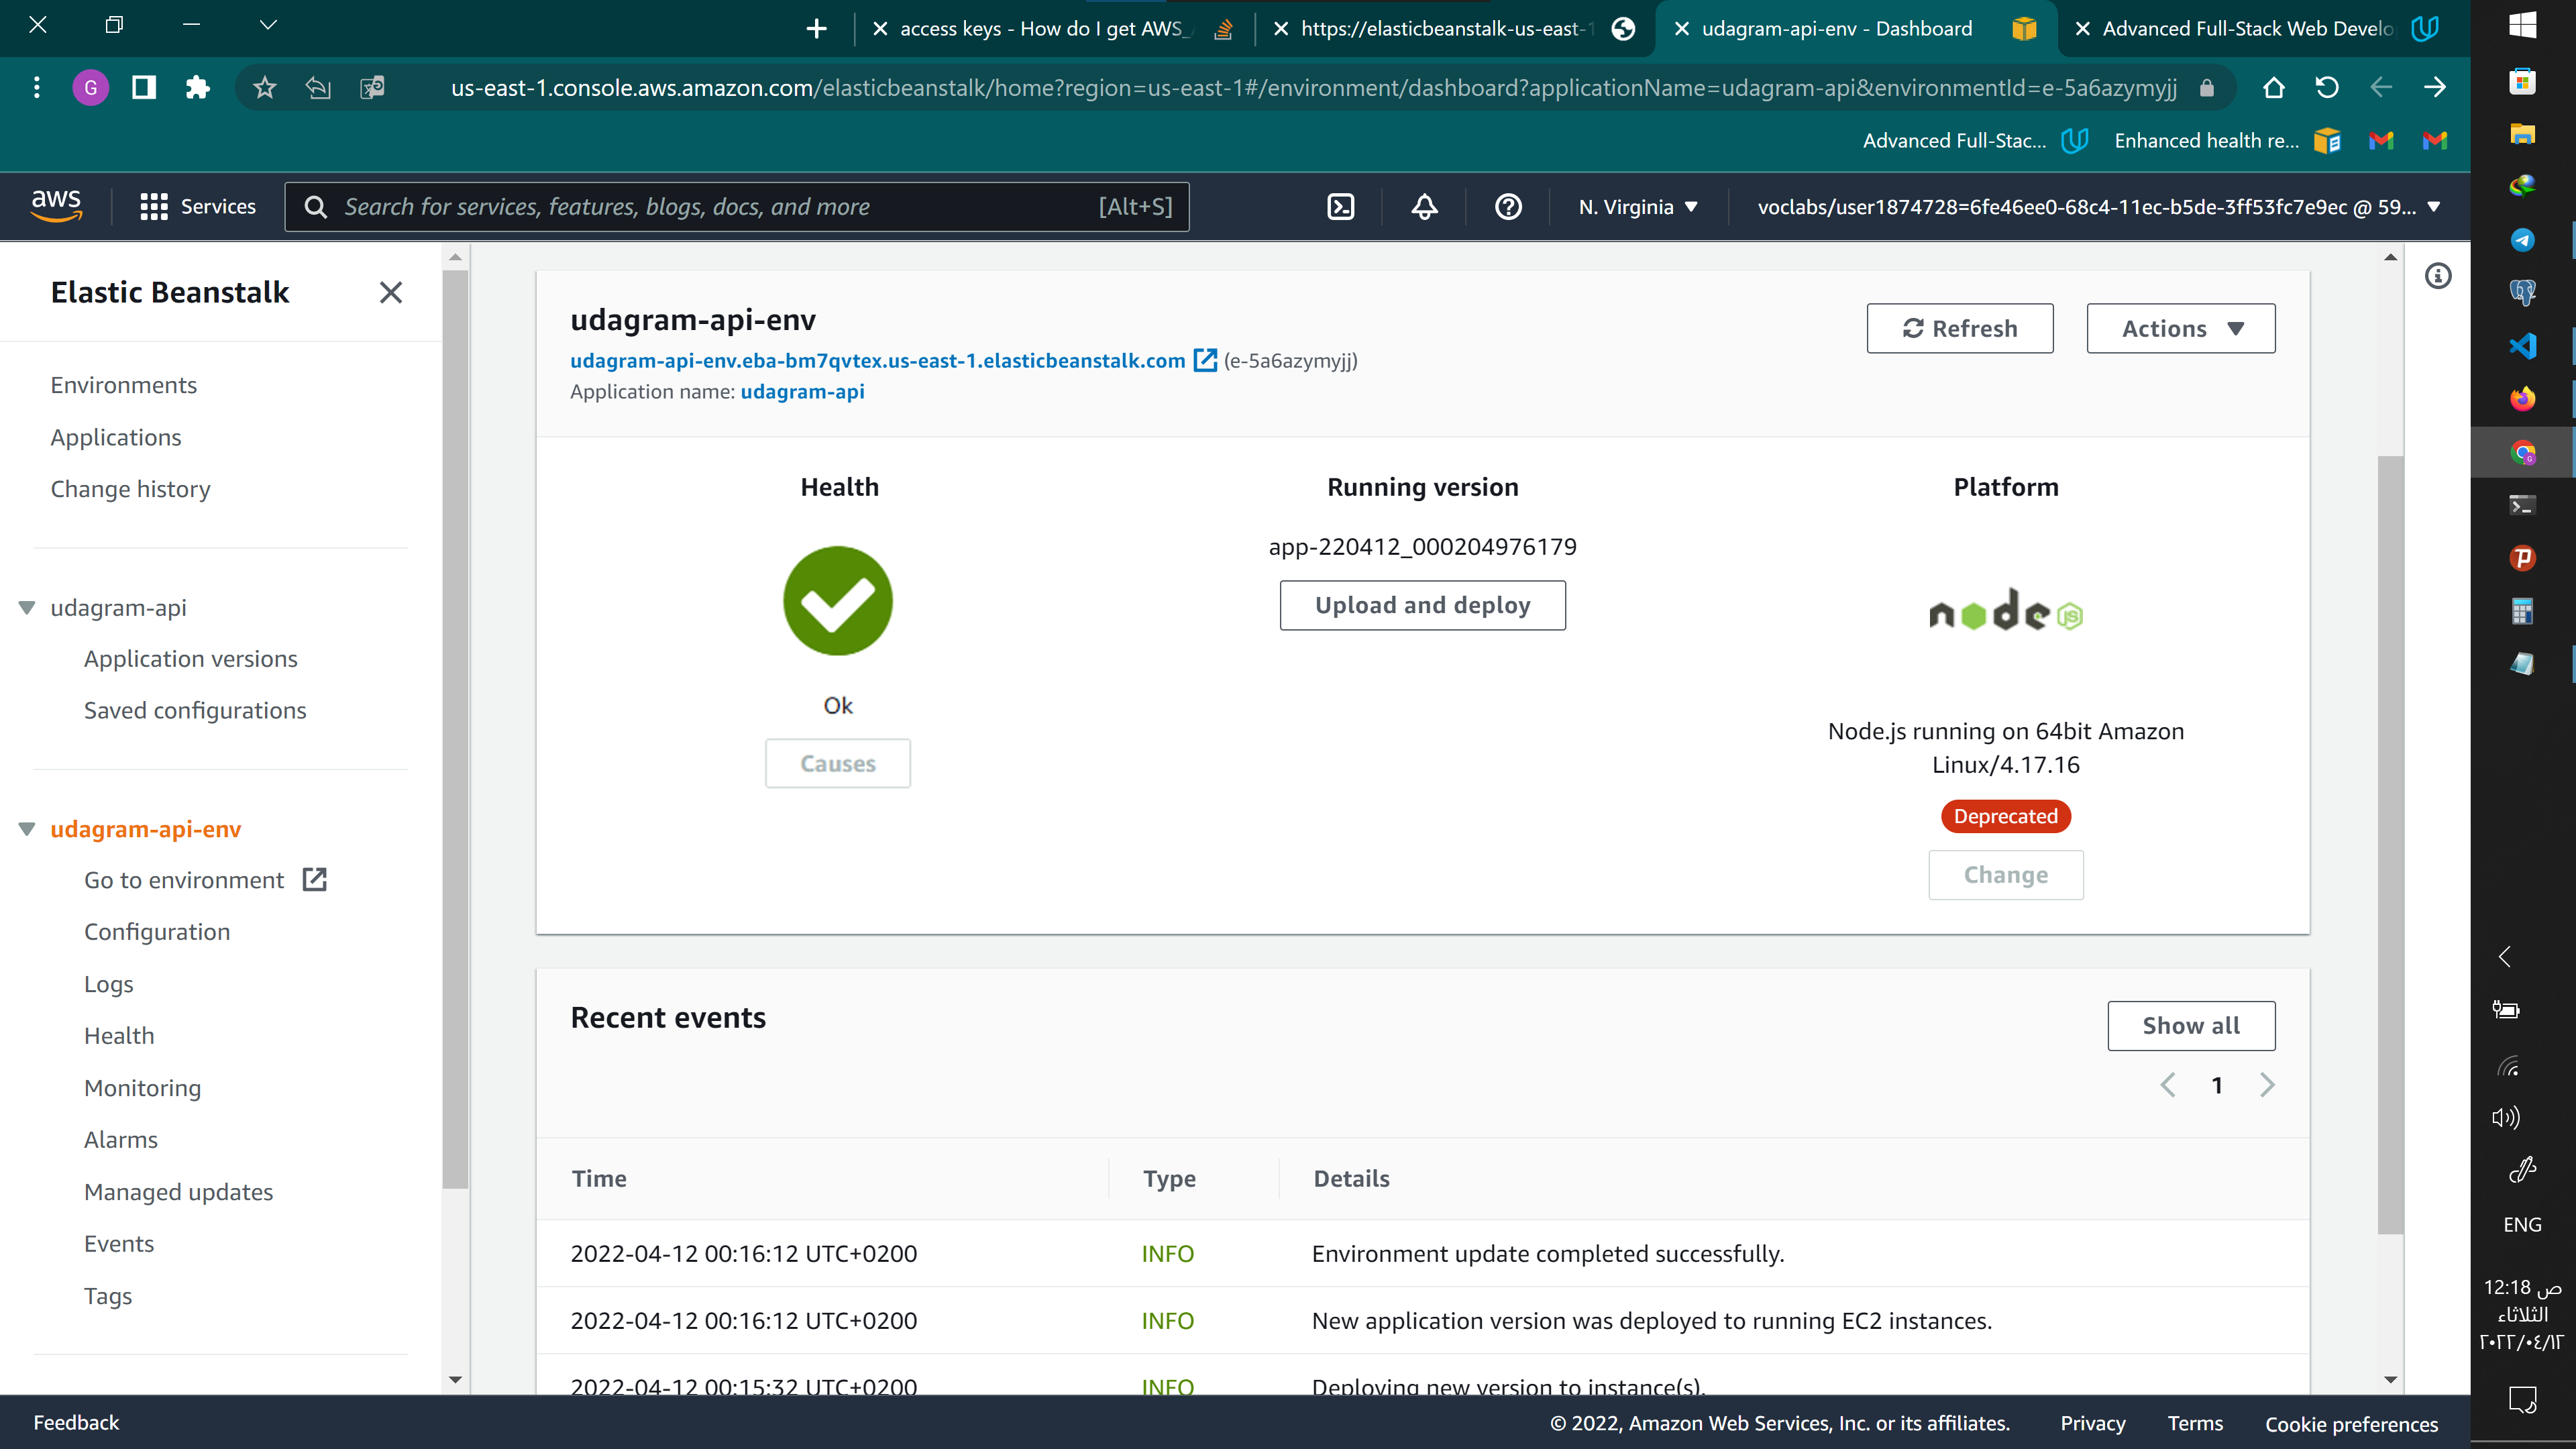 access keys - How do I get AWS_
https://elasticbeanstalk-us-east-1
udagram-api-env - Dashboard
Advanced Full-Stack Web Develo
G
us-east-1.console.aws.amazon.com/elasticbeanstalk/home?region=us-east-1#/environment/dashboard?applicationName=udagram-api&environmentId=e-5a6azymyjj
Advanced Full-Stac...
Enhanced health re...
aws
Services
Search for services, features, blogs, docs, and more
[Alt+S]
N. Virginia
voclabs/user1874728=6fe46ee0-68c4-11ec-b5de-3ff53fc7e9ec @ 59...
Elastic Beanstalk
Environments
Applications
Change history
udagram-api
Application versions
Saved configurations
udagram-api-env
Go to environment
Configuration
Logs
Health
Monitoring
Alarms
Managed updates
Events
Tags
udagram-api-env
udagram-api-env.eba-bm7qvtex.us-east-1.elasticbeanstalk.com (e-5a6azymyjj)
Application name: udagram-api
Refresh
Actions
Health
Ok
Causes
Running version
app-220412_000204976179
Upload and deploy
Platform
node JS
Node.js running on 64bit Amazon
Linux/4.17.16
Deprecated
Change
Recent events
Show all
1
Time
Type
Details
2022-04-12 00:16:12 UTC+0200
INFO
Environment update completed successfully.
2022-04-12 00:16:12 UTC+0200
INFO
New application version was deployed to running EC2 instances.
2022-04-12 00:15:32 UTC+0200
INFO
Deploying new version to instance(s).
Feedback
© 2022, Amazon Web Services, Inc. or its affiliates.
Privacy
Terms
Cookie preferences
ENG
12:18 ص
الثلاثاء
٢٠٢٢/٠٤/١٢